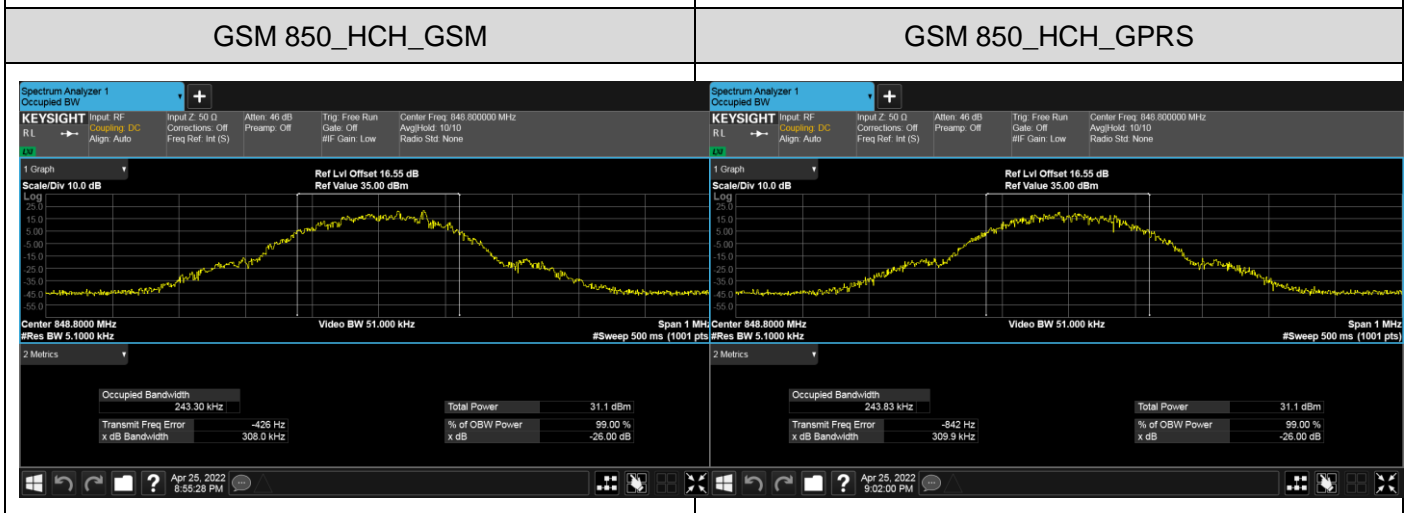 GSM 850_HCH_GSM
GSM 850_HCH_GPRS
Spectrum Analyzer 1
Occupied BW
+
KEYSIGHT Input: RF Input Z: 50 Ω Atten: 46 dB Trig: Free Run Center Freq: 848.800000 MHz
R L Coupling: DC Corrections: Off Preamp: Off Gate: Off Avg|Hold: 10/10
Align: Auto Freq Ref: Int (S) #IF Gain: Low Radio Std: None
LXI
1 Graph
Ref Lvl Offset 16.55 dB
Scale/Div 10.0 dB Ref Value 35.00 dBm
Log
25.0
15.0
5.00
-5.00
-15.0
-25.0
-35.0
-45.0
-55.0
Center 848.8000 MHz Video BW 51.000 kHz Span 1 MHz
#Res BW 5.1000 kHz #Sweep 500 ms (1001 pts
2 Metrics
Occupied Bandwidth
243.30 kHz Total Power 31.1 dBm
Transmit Freq Error -426 Hz % of OBW Power 99.00 %
x dB Bandwidth 308.0 kHz x dB -26.00 dB
? Apr 25, 2022
8:55:28 PM
Spectrum Analyzer 1
Occupied BW
+
KEYSIGHT Input: RF Input Z: 50 Ω Atten: 46 dB Trig: Free Run Center Freq: 848.800000 MHz
R L Coupling: DC Corrections: Off Preamp: Off Gate: Off Avg|Hold: 10/10
Align: Auto Freq Ref: Int (S) #IF Gain: Low Radio Std: None
LXI
1 Graph
Ref Lvl Offset 16.55 dB
Scale/Div 10.0 dB Ref Value 35.00 dBm
Log
25.0
15.0
5.00
-5.00
-15.0
-25.0
-35.0
-45.0
-55.0
Center 848.8000 MHz Video BW 51.000 kHz Span 1 MHz
#Res BW 5.1000 kHz #Sweep 500 ms (1001 pts)
2 Metrics
Occupied Bandwidth
243.83 kHz Total Power 31.1 dBm
Transmit Freq Error -842 Hz % of OBW Power 99.00 %
x dB Bandwidth 309.9 kHz x dB -26.00 dB
? Apr 25, 2022
9:02:00 PM